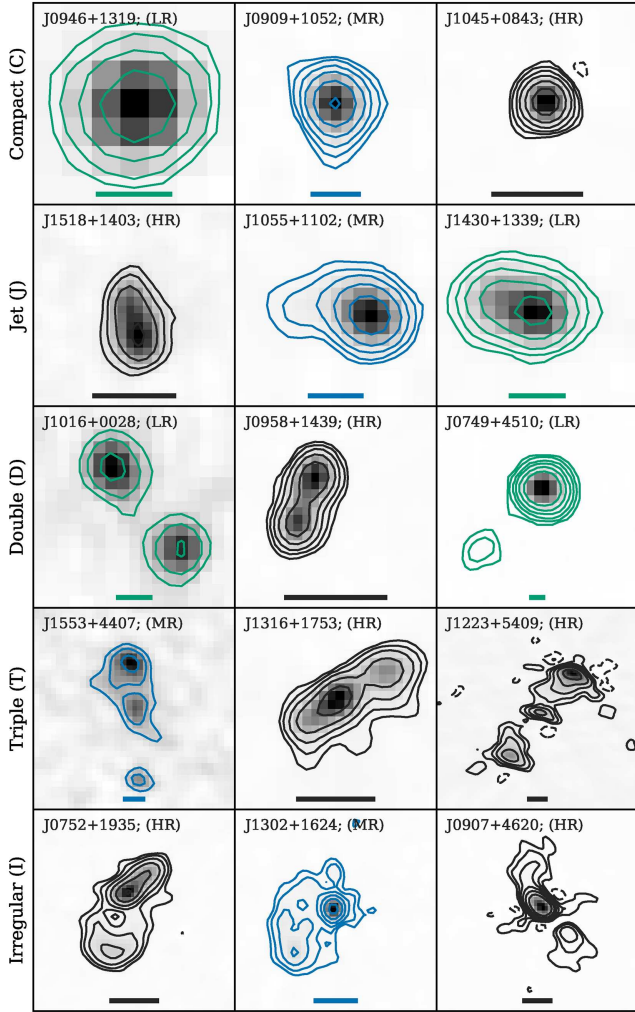 J0946+1319; (LR)
J0909+1052; (MR)
J1045+0843; (HR)
Compact (C)
J1518+1403; (HR)
J1055+1102; (MR)
J1430+1339; (LR)
Jet (J)
J1016+0028; (LR)
J0958+1439; (HR)
J0749+4510; (LR)
Double (D)
J1553+4407; (MR)
J1316+1753; (HR)
J1223+5409; (HR)
Triple (T)
J0752+1935; (HR)
J1302+1624; (MR)
J0907+4620; (HR)
Irregular (I)